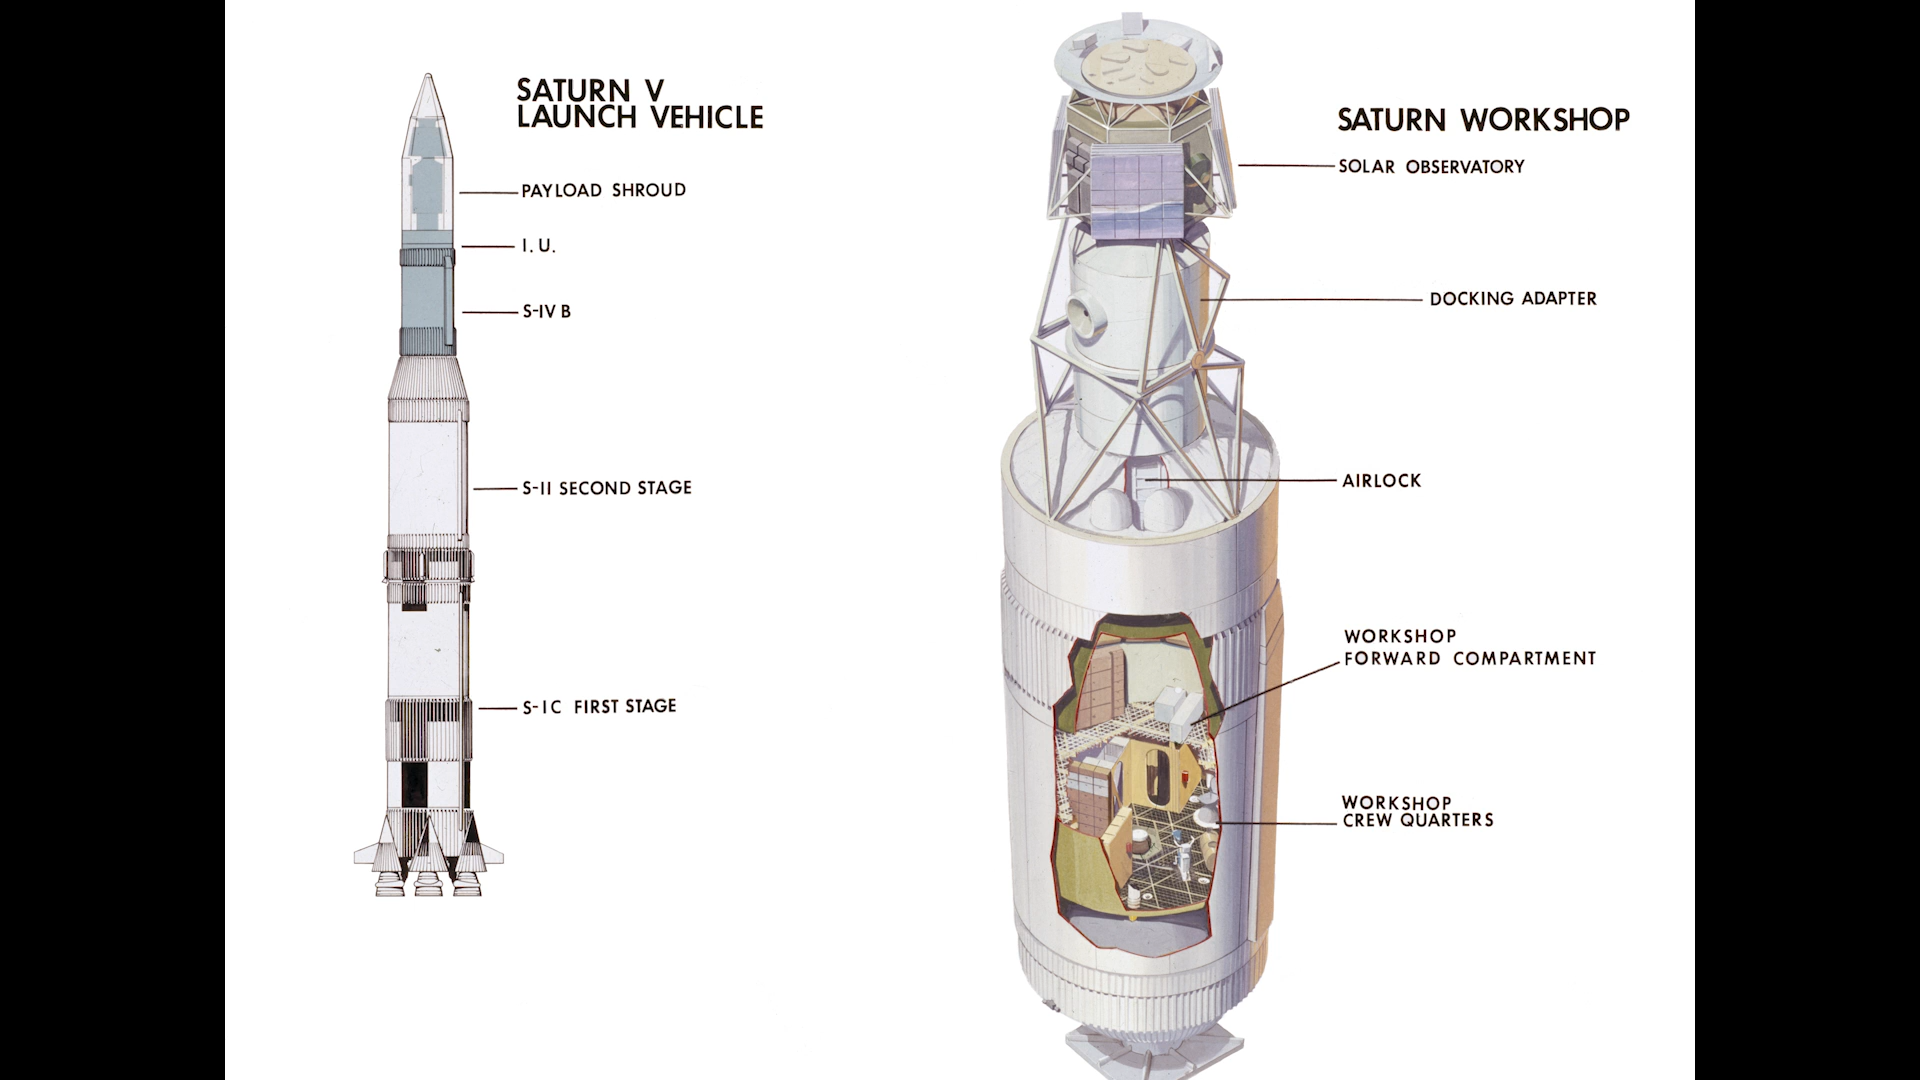 SATURN V
LAUNCH VEHICLE
PAYLOAD SHROUD
I. U.
S-IV B
S-II SECOND STAGE
S-IC FIRST STAGE
SATURN WORKSHOP
SOLAR OBSERVATORY
DOCKING ADAPTER
AIRLOCK
WORKSHOP
FORWARD COMPARTMENT
WORKSHOP
CREW QUARTERS